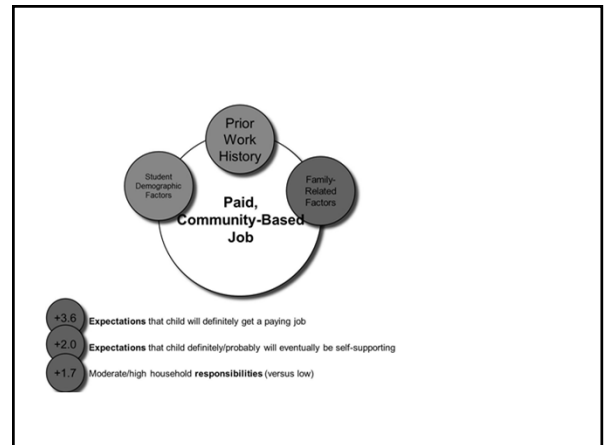 Prior
Work
History
Student
Demographic
Factors
Family-
Related
Factors
Paid,
Community-Based
Job
+3.6 Expectations that child will definitely get a paying job
+2.0 Expectations that child definitely/probably will eventually be self-supporting
+1.7 Moderate/high household responsibilities (versus low)